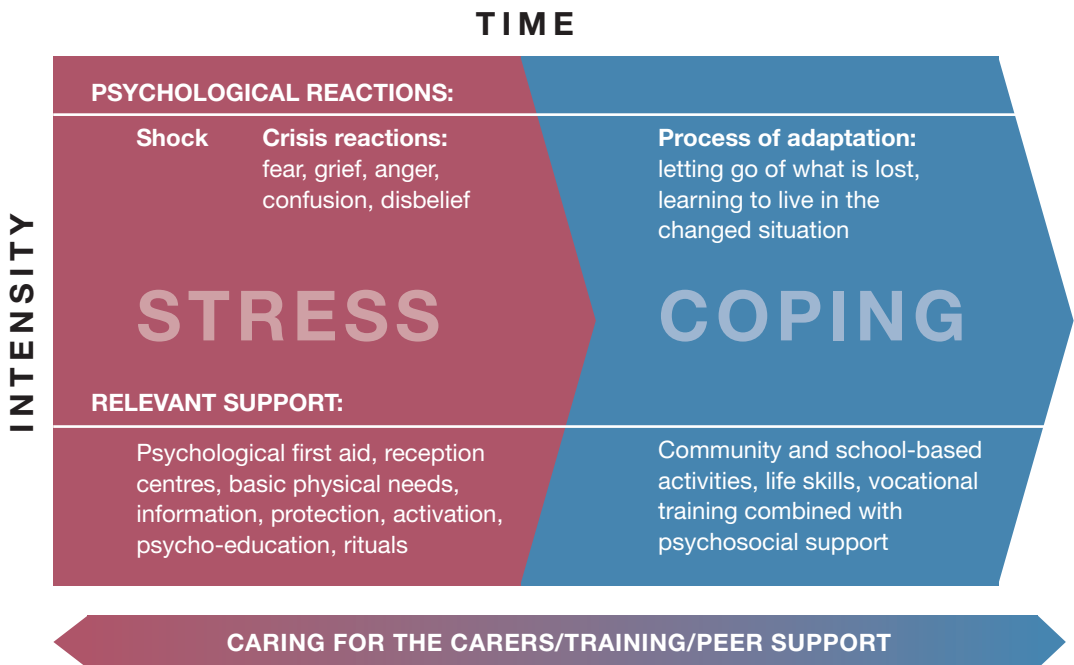 TIME
INTENSITY
PSYCHOLOGICAL REACTIONS:
Shock
Crisis reactions:
fear, grief, anger,
confusion, disbelief
Process of adaptation:
letting go of what is lost,
learning to live in the
changed situation
STRESS
COPING
RELEVANT SUPPORT:
Psychological first aid, reception
centres, basic physical needs,
information, protection, activation,
psycho-education, rituals
Community and school-based
activities, life skills, vocational
training combined with
psychosocial support
CARING FOR THE CARERS/TRAINING/PEER SUPPORT